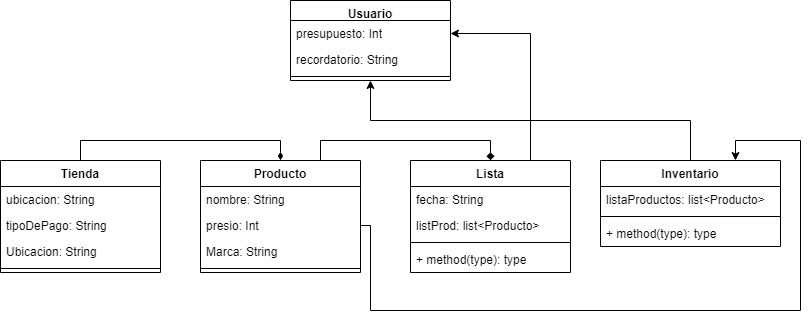 Usuario
presupuesto: Int
recordatorio: String
Tienda
ubicacion: String
tipoDePago: String
Ubicacion: String
Producto
nombre: String
presio: Int
Marca: String
Lista
fecha: String
listProd: list<Producto>
+ method(type): type
Inventario
listaProductos: list<Producto>
+ method(type): type